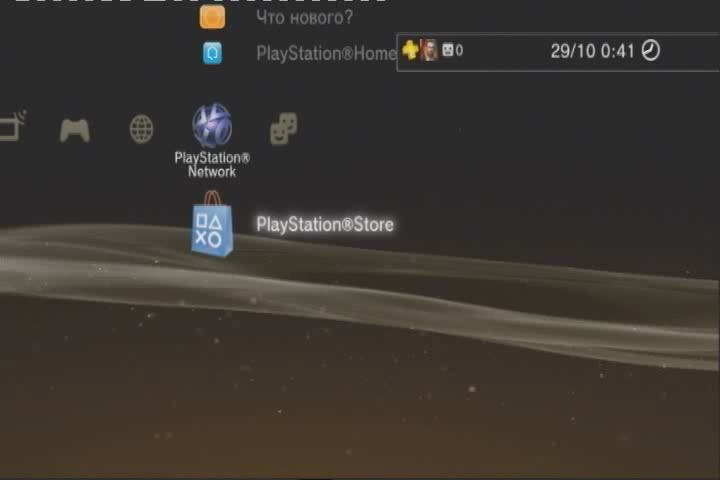 Что нового?
PlayStation®Home
0
29/10 0:41
PlayStation®
Network
PlayStation®Store